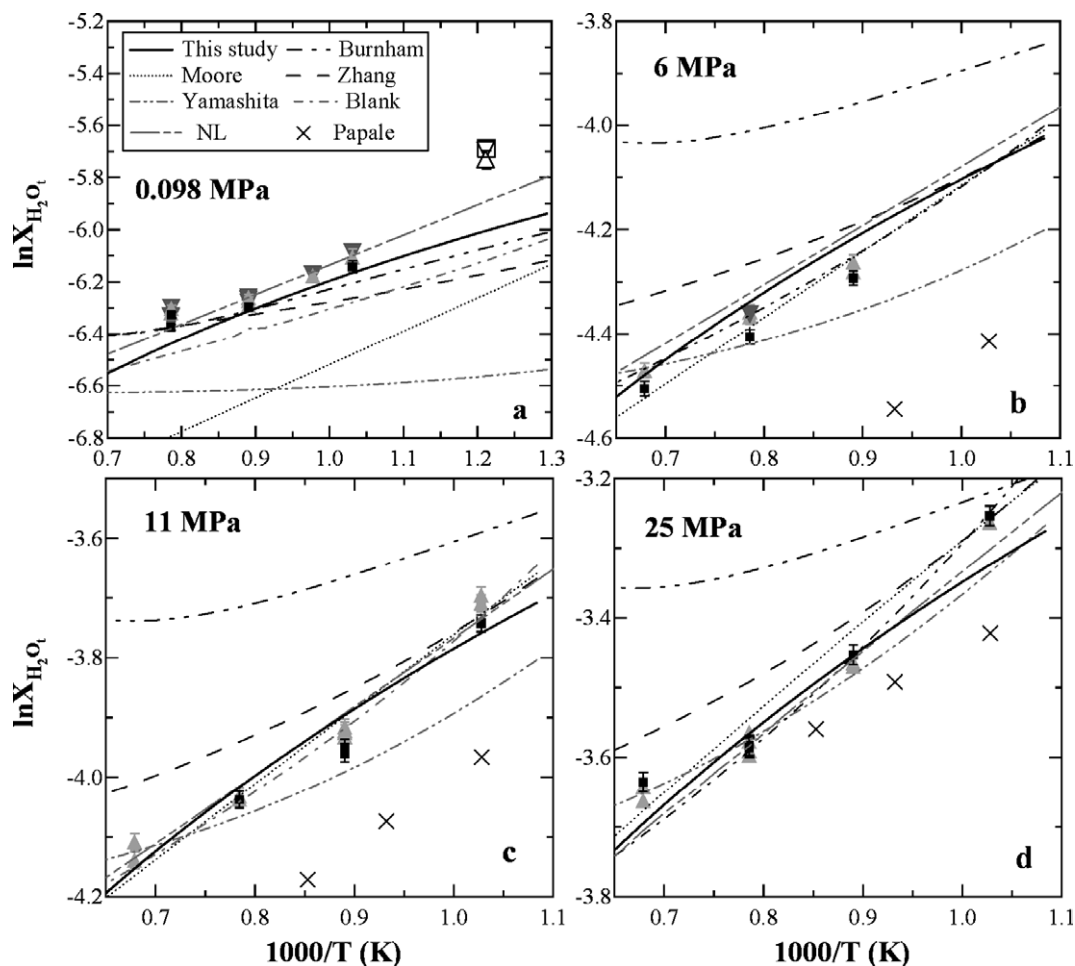 -5.2
-5.4
-5.6
-5.8
-6.0
-6.2
-6.4
-6.6
-6.8
lnX_H2O_t
This study
Burnham
Moore
Zhang
Yamashita
Blank
NL
Papale
0.098 MPa
a
0.7 0.8 0.9 1.0 1.1 1.2 1.3
-3.8
-4.0
-4.2
-4.4
-4.6
6 MPa
b
0.7 0.8 0.9 1.0 1.1
-3.6
-3.8
-4.0
-4.2
lnX_H2O_t
11 MPa
c
0.7 0.8 0.9 1.0 1.1
1000/T (K)
-3.2
-3.4
-3.6
-3.8
25 MPa
d
0.7 0.8 0.9 1.0 1.1
1000/T (K)